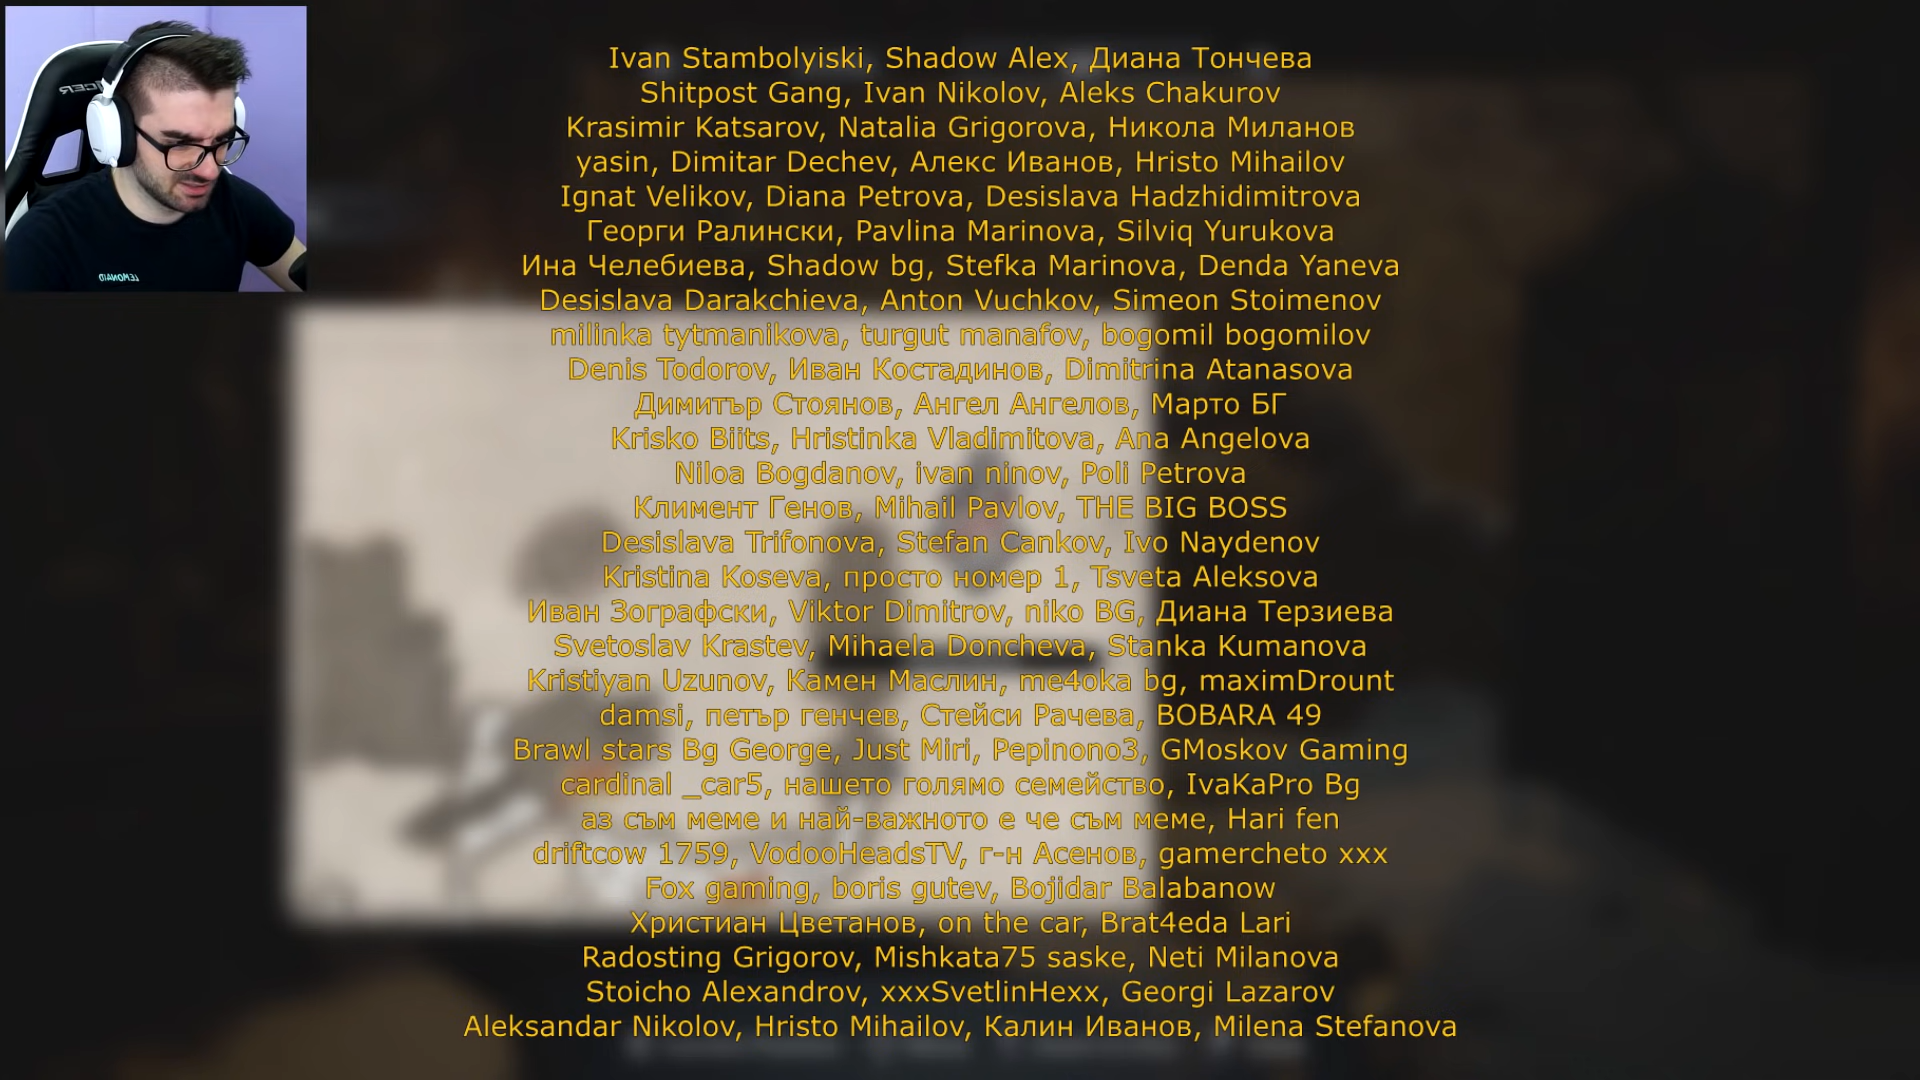 Ivan Stambolyiski, Shadow Alex, Диана Тончева
Shitpost Gang, Ivan Nikolov, Aleks Chakurov
Krasimir Katsarov, Natalia Grigorova, Никола Миланов
yasin, Dimitar Dechev, Алекс Иванов, Hristo Mihailov
Ignat Velikov, Diana Petrova, Desislava Hadzhidimitrova
Георги Ралински, Pavlina Marinova, Silviq Yurukova
Ина Челебиева, Shadow bg, Stefka Marinova, Denda Yaneva
Desislava Darakchieva, Anton Vuchkov, Simeon Stoimenov
milinka tytmanikova, turgut manafov, bogomil bogomilov
Denis Todorov, Иван Костадинов, Dimitrina Atanasova
Димитър Стоянов, Ангел Ангелов, Марто БГ
Krisko Biits, Hristinka Vladimitova, Ana Angelova
Niloa Bogdanov, ivan ninov, Poli Petrova
Климент Генов, Mihail Pavlov, THE BIG BOSS
Desislava Trifonova, Stefan Cankov, Ivo Naydenov
Kristina Koseva, просто номер 1, Tsveta Aleksova
Иван Зографски, Viktor Dimitrov, niko BG, Диана Терзиева
Svetoslav Krastev, Mihaela Doncheva, Stanka Kumanova
Kristiyan Uzunov, Камен Маслин, me4oka bg, maximDrount
damsi, петър генчев, Стейси Рачева, BOBARA 49
Brawl stars Bg George, Just Miri, Pepinono3, GMoskov Gaming
cardinal _car5, нашето голямо семейство, IvaKaPro Bg
аз съм меме и най-важното е че съм меме, Hari fen
driftcow 1759, VodooHeadsTV, г-н Асенов, gamercheto xxx
Fox gaming, boris gutev, Bojidar Balabanow
Христиан Цветанов, on the car, Brat4eda Lari
Radosting Grigorov, Mishkata75 saske, Neti Milanova
Stoicho Alexandrov, xxxSvetlinHexx, Georgi Lazarov
Aleksandar Nikolov, Hristo Mihailov, Калин Иванов, Milena Stefanova
LEMONAID